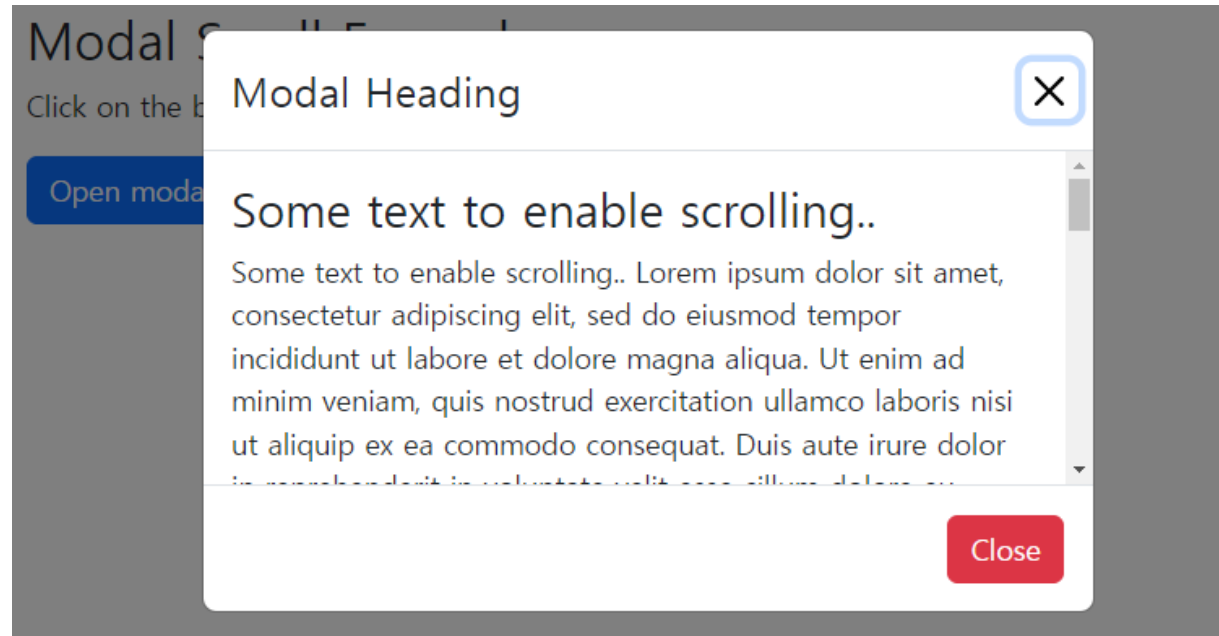 Modal
Click on the
Open moda
Modal Heading
Some text to enable scrolling..
Some text to enable scrolling.. Lorem ipsum dolor sit amet,
consectetur adipiscing elit, sed do eiusmod tempor
incididunt ut labore et dolore magna aliqua. Ut enim ad
minim veniam, quis nostrud exercitation ullamco laboris nisi
ut aliquip ex ea commodo consequat. Duis aute irure dolor
Close